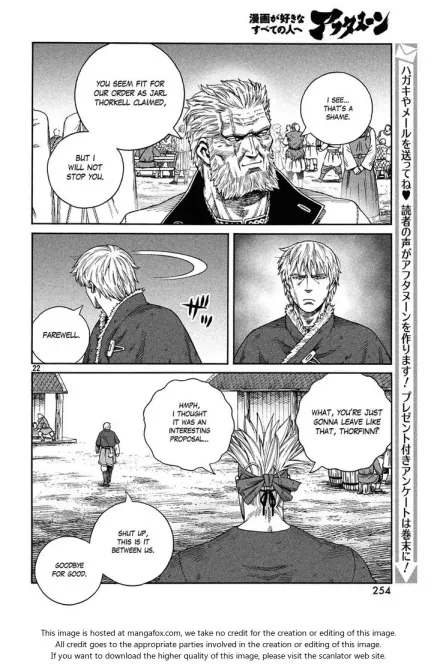 漫画が好きな
すべての人へ
アフタヌーン
I SEE...
THAT'S A
SHAME.
YOU SEEM FIT FOR
OUR ORDER AS JARL
THORKELL CLAIMED,
BUT I
WILL NOT
STOP YOU.
FAREWELL.
22
WHAT, YOU'RE JUST
GONNA LEAVE LIKE
THAT, THORFINN?
HMPH,
I THOUGHT
IT WAS AN
INTERESTING
PROPOSAL...
SHUT UP,
THIS IS
BETWEEN US.
GOODBYE
FOR GOOD.
ハガキやメールを送ってね♥ 読者の声がアフタヌーンを作ります! プレゼント付きアンケートは巻末に!
254
This image is hosted at mangafox.com, we take no credit for the creation or editing of this image.
All credit goes to the appropriate parties involved in the creation or editing of this image.
If you want to download the higher quality of this image, please visit the scanlator web site.